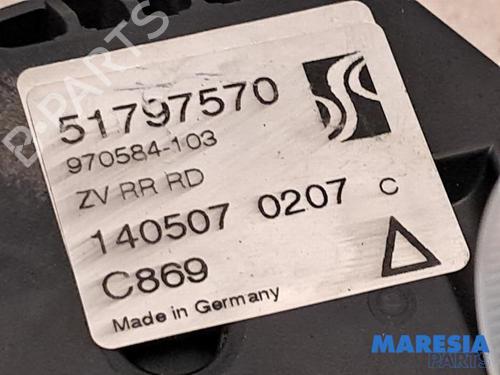 B-PARTS
51797570
970584-103
ZV RR RD
140507 0207 C
C869
Made in Germany
MARESIA
PARTS